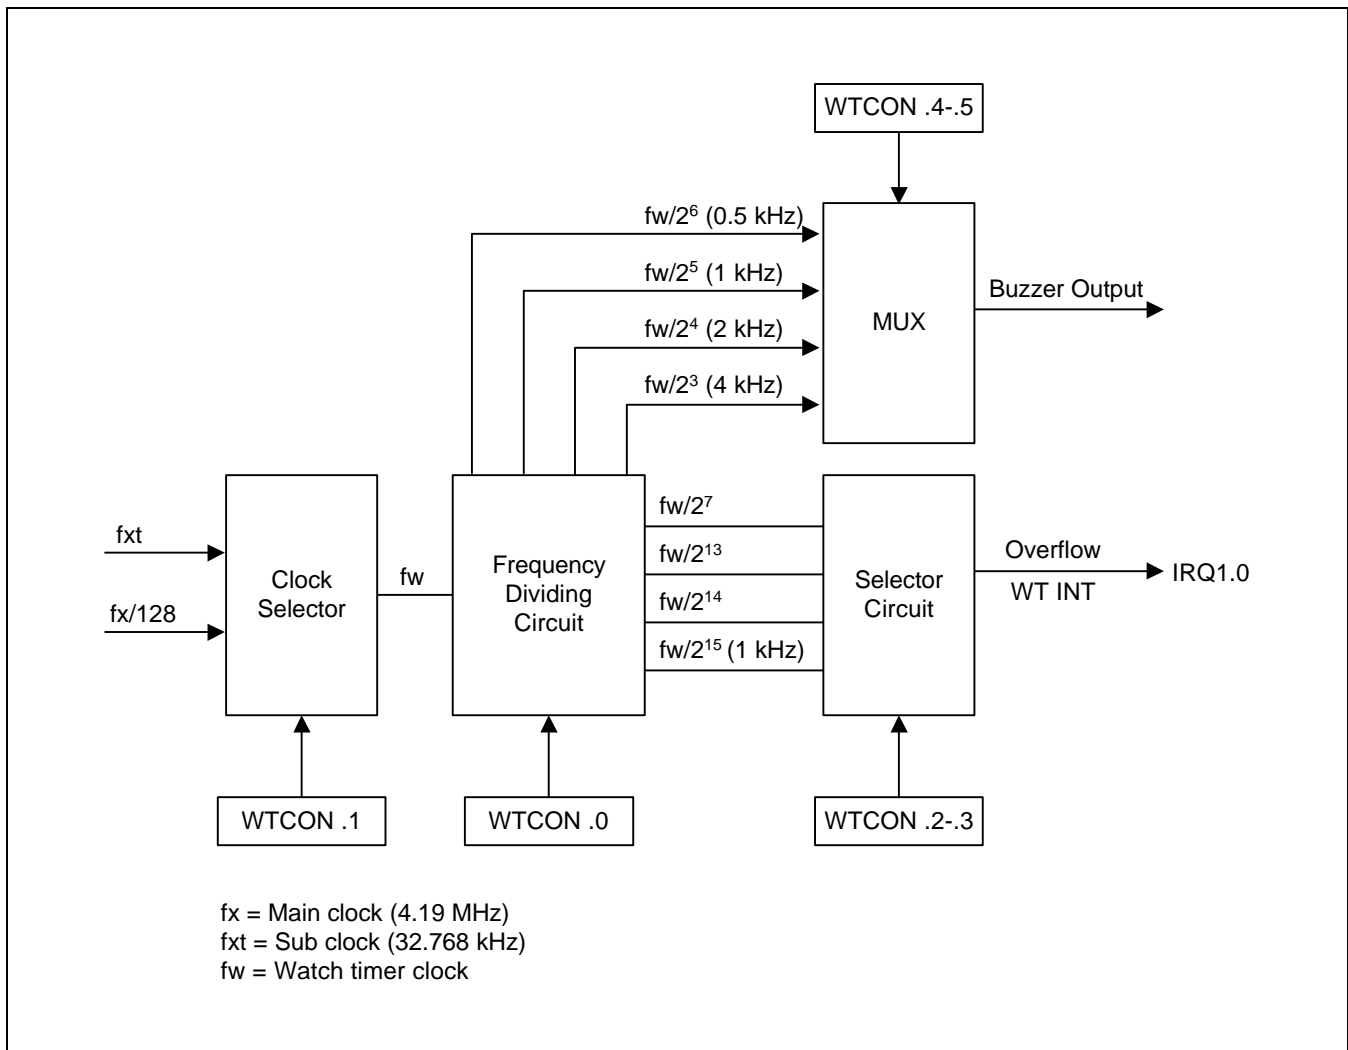 WTCON .4-.5
fw/2⁶ (0.5 kHz)
fw/2⁵ (1 kHz)
fw/2⁴ (2 kHz)
fw/2³ (4 kHz)
MUX
Buzzer Output
fxt
fx/128
Clock
Selector
fw
Frequency
Dividing
Circuit
fw/2⁷
fw/2¹³
fw/2¹⁴
fw/2¹⁵ (1 kHz)
Selector
Circuit
Overflow
WT INT
IRQ1.0
WTCON .1
WTCON .0
WTCON .2-.3
fx = Main clock (4.19 MHz)
fxt = Sub clock (32.768 kHz)
fw = Watch timer clock